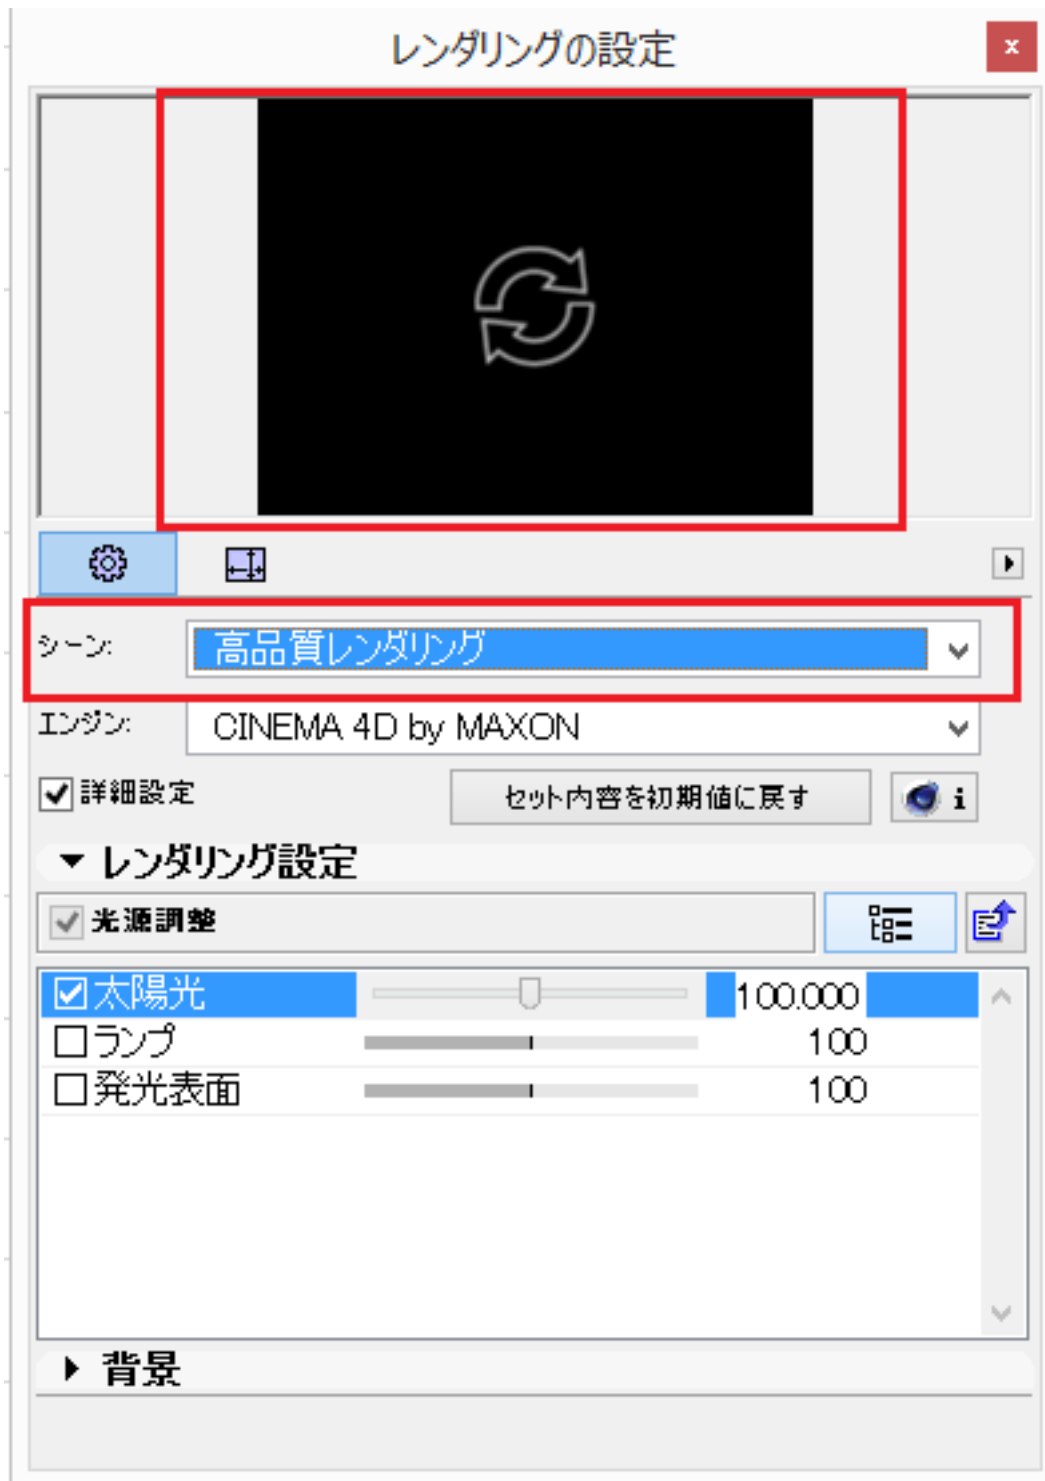 レンダリングの設定
x
シーン: 高品質レンダリング
エンジン: CINEMA 4D by MAXON
詳細設定 セット内容を初期値に戻す i
レンダリング設定
光源調整
太陽光 100.000
ランプ 100
発光表面 100
背景